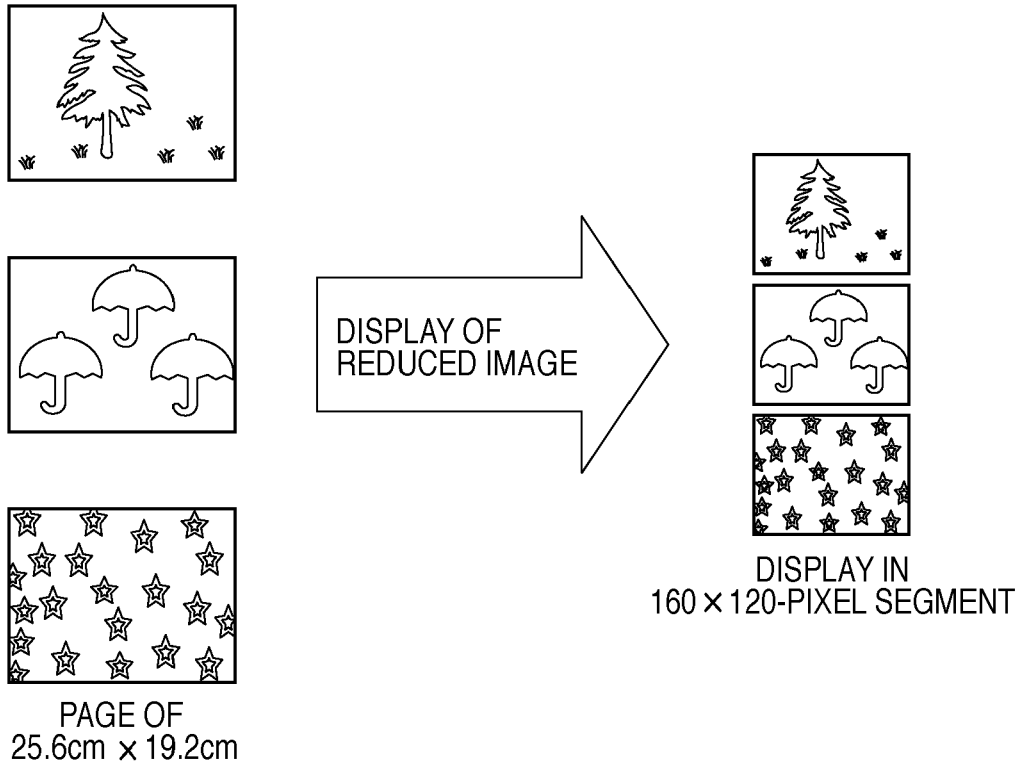 DISPLAY OF
REDUCED IMAGE
PAGE OF
25.6cm × 19.2cm
DISPLAY IN
160×120-PIXEL SEGMENT